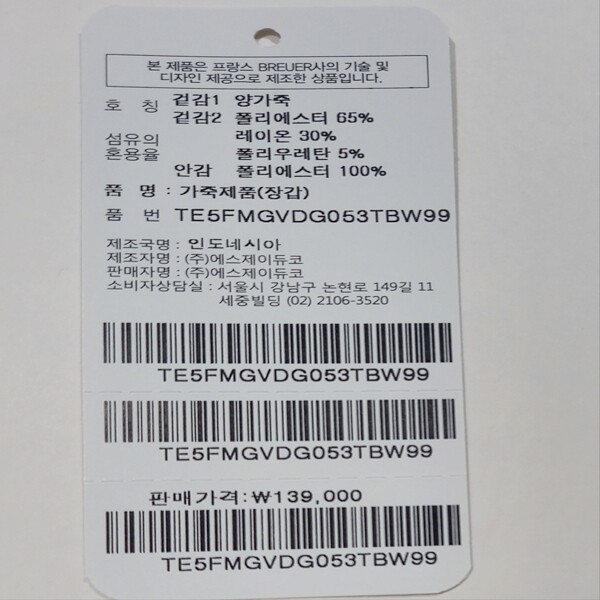 본 제품은 프랑스 BREUER사의 기술 및
디자인 제공으로 제조한 상품입니다.
호 칭 겉감1 양가죽
겉감2 폴리에스터 65%
섬유의 레이온 30%
혼용율 폴리우레탄 5%
안감 폴리에스터 100%
품 명 : 가죽제품(장갑)
품 번 TE5FMGVDG053TBW99
제조국명 : 인도네시아
제조자명 : (주)에스제이듀코
판매자명 : (주)에스제이듀코
소비자상담실 : 서울시 강남구 논현로 149길 11
세중빌딩 (02) 2106-3520
TE5FMGVDG053TBW99
TE5FMGVDG053TBW99
판매가격:₩139,000
TE5FMGVDG053TBW99